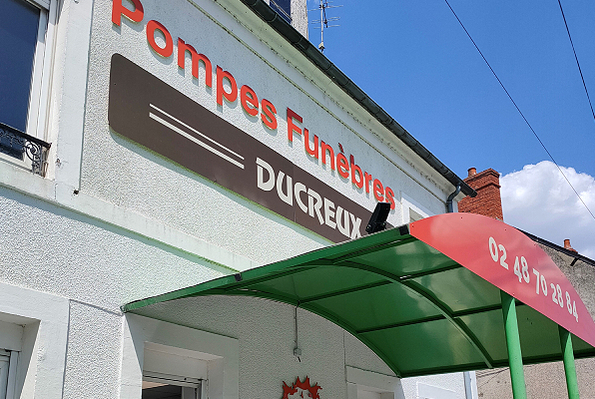 Pompes Funèbres
DUCREUX
02 48 70 28 84